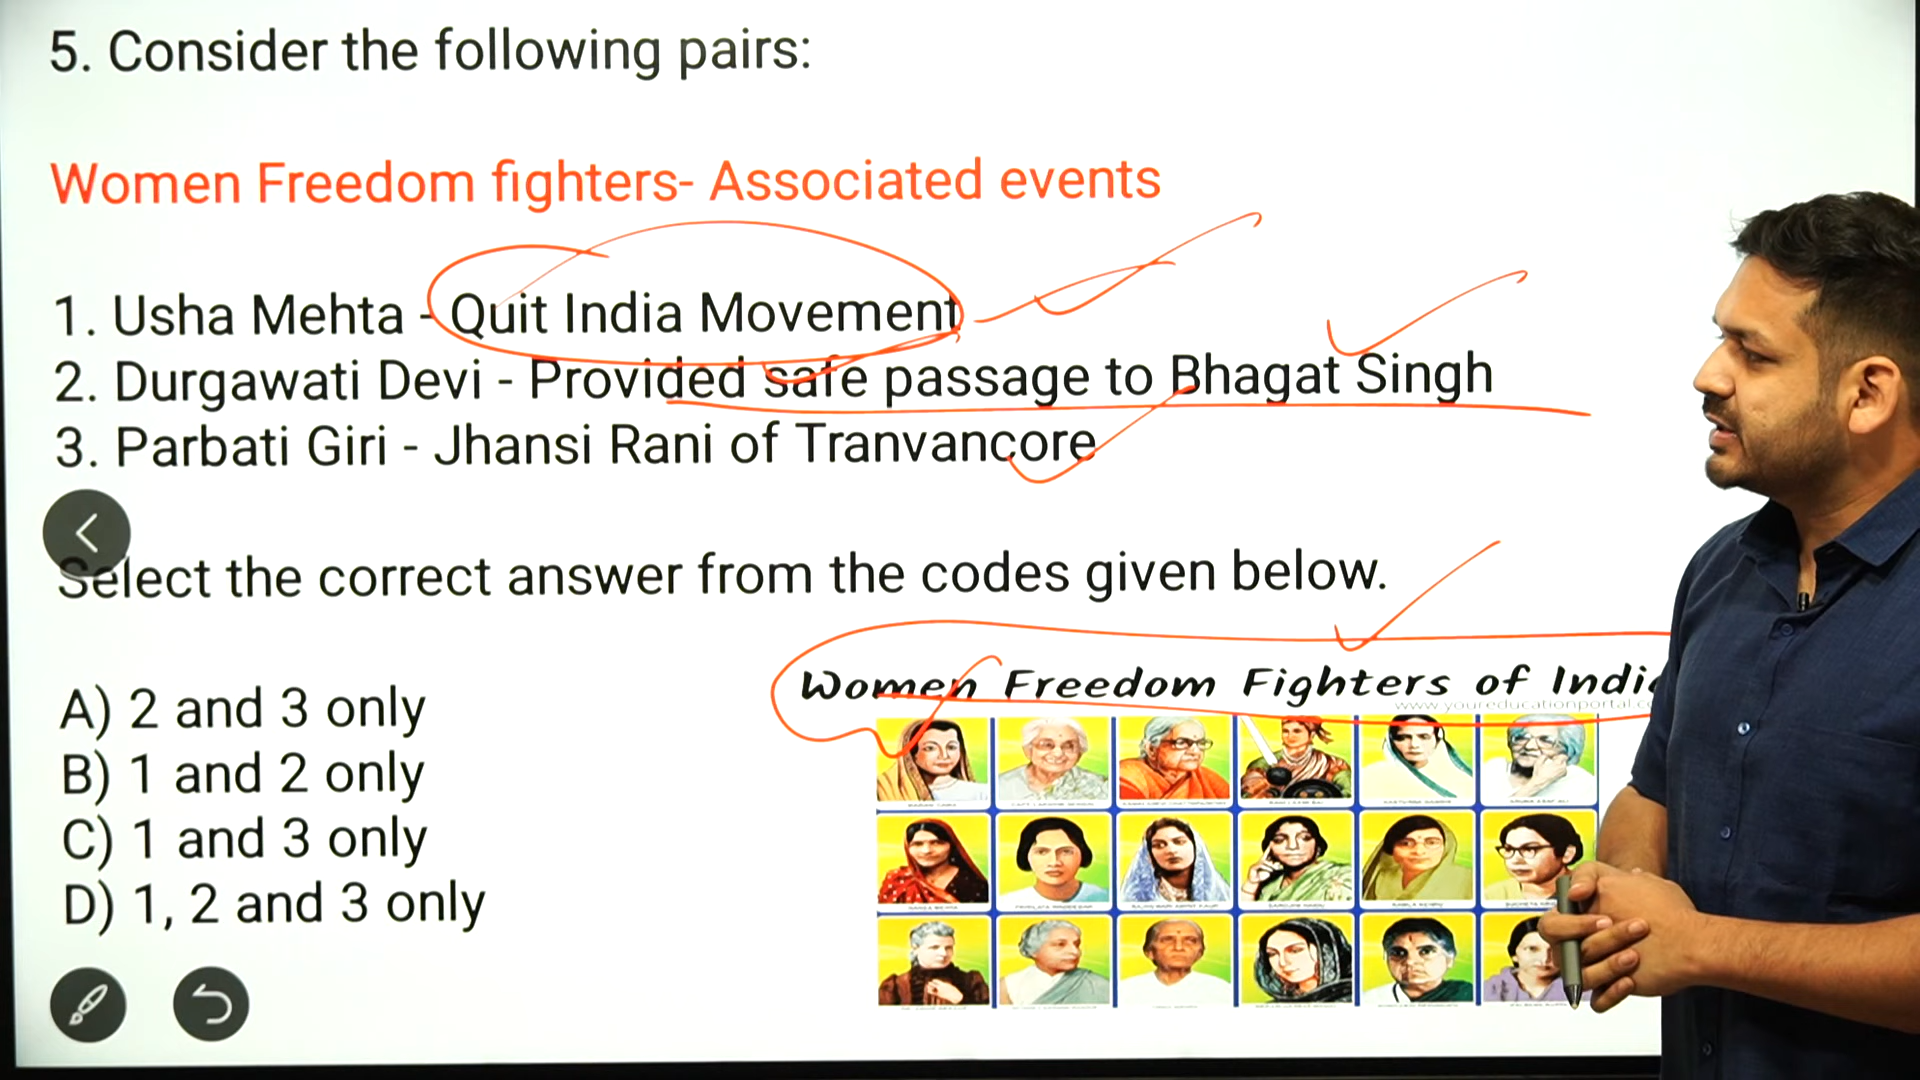 5. Consider the following pairs:
Women Freedom fighters- Associated events
1. Usha Mehta - Quit India Movement
2. Durgawati Devi - Provided safe passage to Bhagat Singh
3. Parbati Giri - Jhansi Rani of Tranvancore
Select the correct answer from the codes given below.
A) 2 and 3 only
B) 1 and 2 only
C) 1 and 3 only
D) 1, 2 and 3 only
Women Freedom Fighters of Indi
www.youreducationportal.co